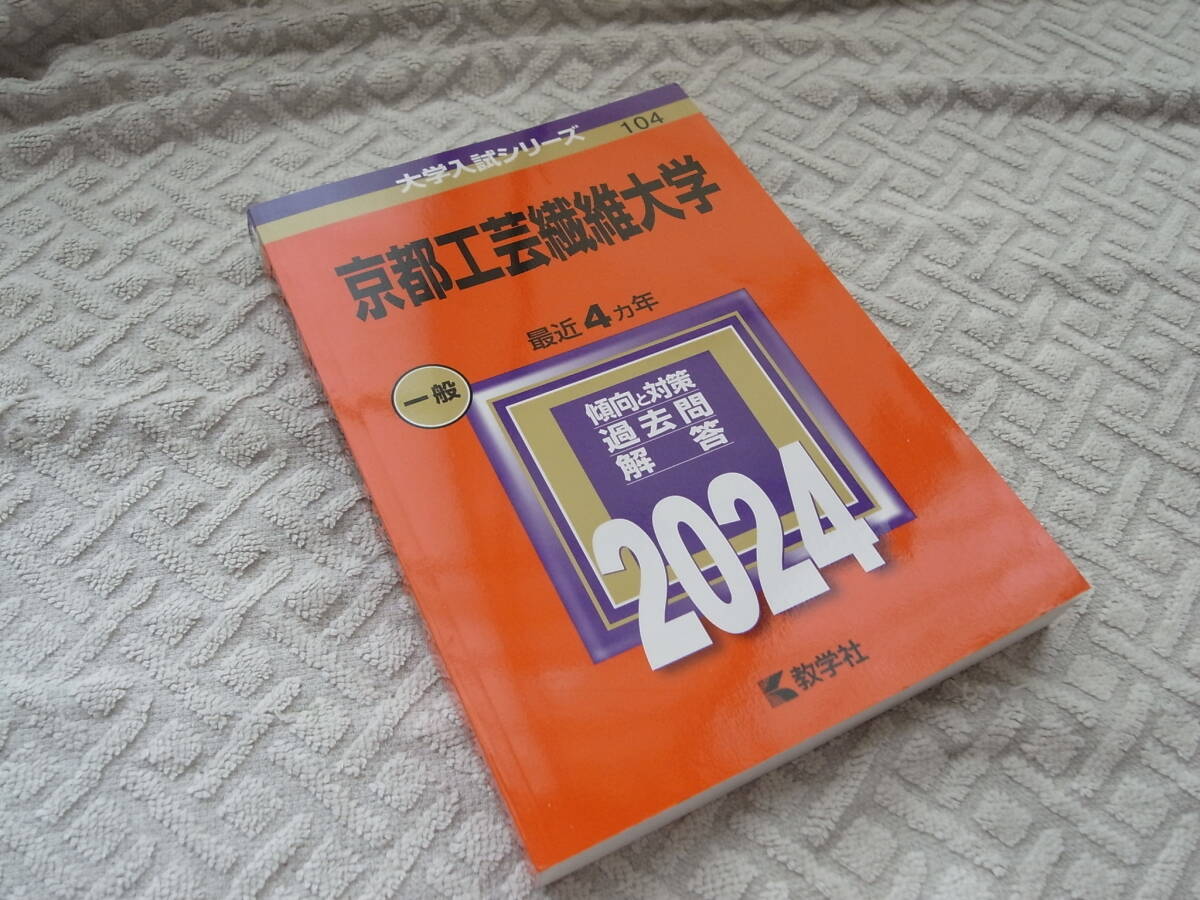 大学入試シリーズ
104
京都工芸繊維大学
最近4ヵ年
一般
傾向と対策
過去問
解答
2024
教学社